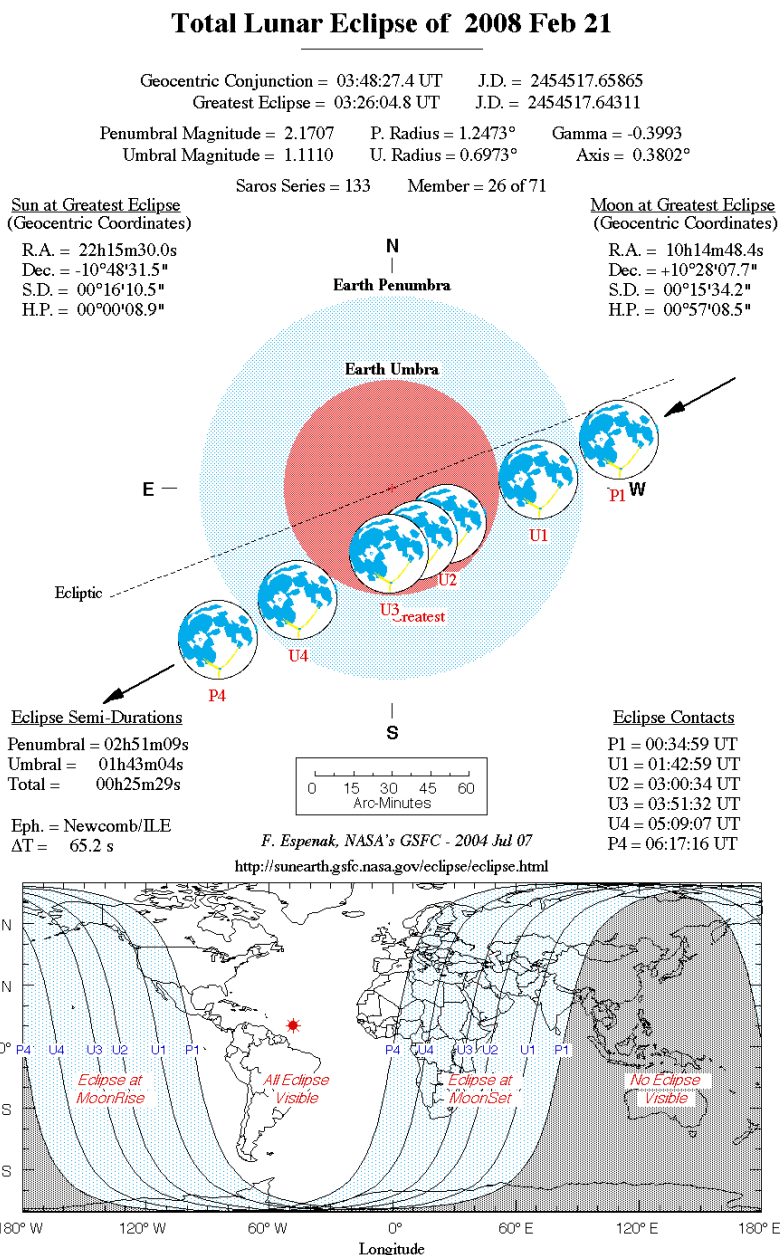 Total Lunar Eclipse of 2008 Feb 21
Geocentric Conjunction = 03:48:27.4 UT J.D. = 2454517.65865
Greatest Eclipse = 03:26:04.8 UT J.D. = 2454517.64311
Penumbral Magnitude = 2.1707 P. Radius = 1.2473° Gamma = -0.3993
Umbral Magnitude = 1.1110 U. Radius = 0.6973° Axis = 0.3802°
Saros Series = 133 Member = 26 of 71
Sun at Greatest Eclipse
(Geocentric Coordinates)
R.A. = 22h15m30.0s
Dec. = -10°48'31.5"
S.D. = 00°16'10.5"
H.P. = 00°00'08.9"
Moon at Greatest Eclipse
(Geocentric Coordinates)
R.A. = 10h14m48.4s
Dec. = +10°28'07.7"
S.D. = 00°15'34.2"
H.P. = 00°57'08.5"
N
Earth Penumbra
Earth Umbra
E
W
P1
U1
U2
U3
Greatest
Ecliptic
U4
P4
S
Eclipse Semi-Durations
Penumbral = 02h51m09s
Umbral = 01h43m04s
Total = 00h25m29s
Eph. = Newcomb/ILE
ΔT = 65.2 s
0 15 30 45 60
Arc-Minutes
Eclipse Contacts
P1 = 00:34:59 UT
U1 = 01:42:59 UT
U2 = 03:00:34 UT
U3 = 03:51:32 UT
U4 = 05:09:07 UT
P4 = 06:17:16 UT
F. Espenak, NASA's GSFC - 2004 Jul 07
http://sunearth.gsfc.nasa.gov/eclipse/eclipse.html
N
N
0°
S
S
P4 U4 U3 U2 U1 P1 P4 U4 U3 U2 U1 P1
Eclipse at
MoonRise
All Eclipse
Visible
Eclipse at
MoonSet
No Eclipse
Visible
180° W 120° W 60° W 0° 60° E 120° E 180° E
Longitude